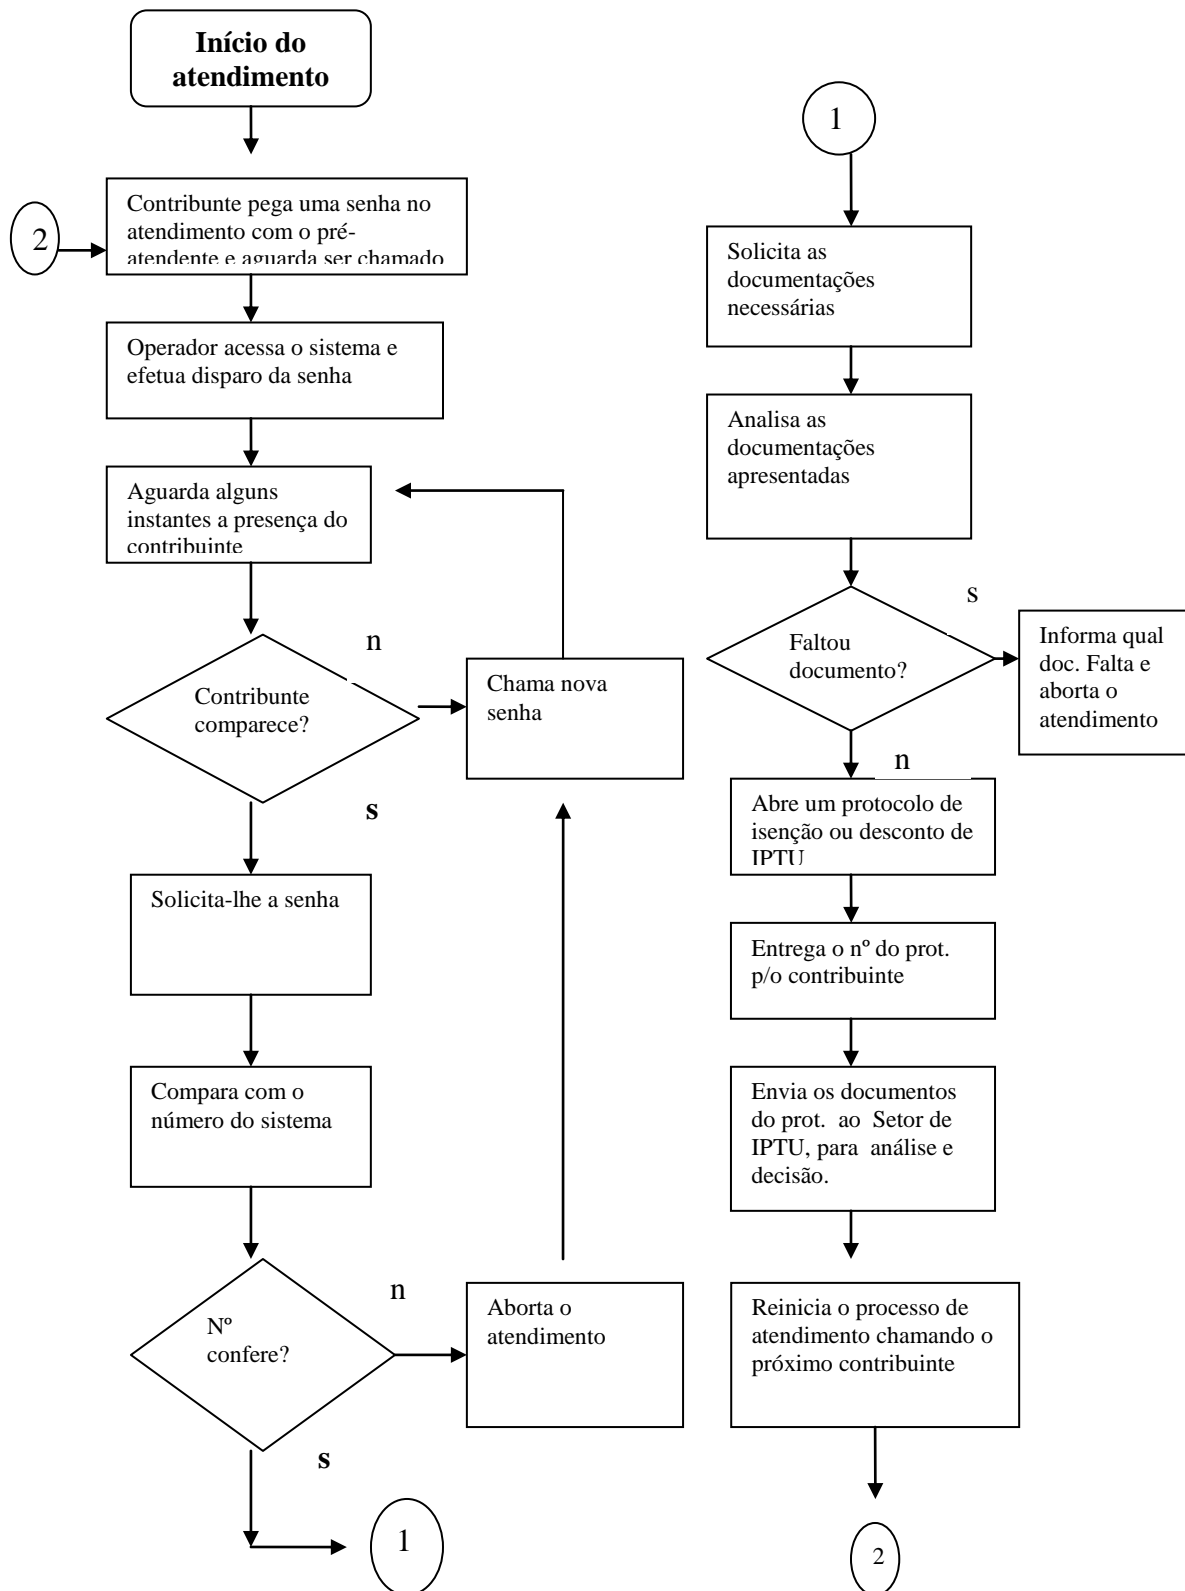 Início do
atendimento
2
Contribunte pega uma senha no
atendimento com o pré-
atendente e aguarda ser chamado
Operador acessa o sistema e
efetua disparo da senha
Aguarda alguns
instantes a presença do
contribuinte
n
Contribunte
comparece?
Chama nova
senha
s
Solicita-lhe a senha
Compara com o
número do sistema
n
Nº
confere?
Aborta o
atendimento
s
1
1
Solicita as
documentações
necessárias
Analisa as
documentações
apresentadas
s
Faltou
documento?
Informa qual
doc. Falta e
aborta o
atendimento
n
Abre um protocolo de
isenção ou desconto de
IPTU
Entrega o nº do prot.
p/o contribuinte
Envia os documentos
do prot. ao Setor de
IPTU, para análise e
decisão.
Reinicia o processo de
atendimento chamando o
próximo contribuinte
2